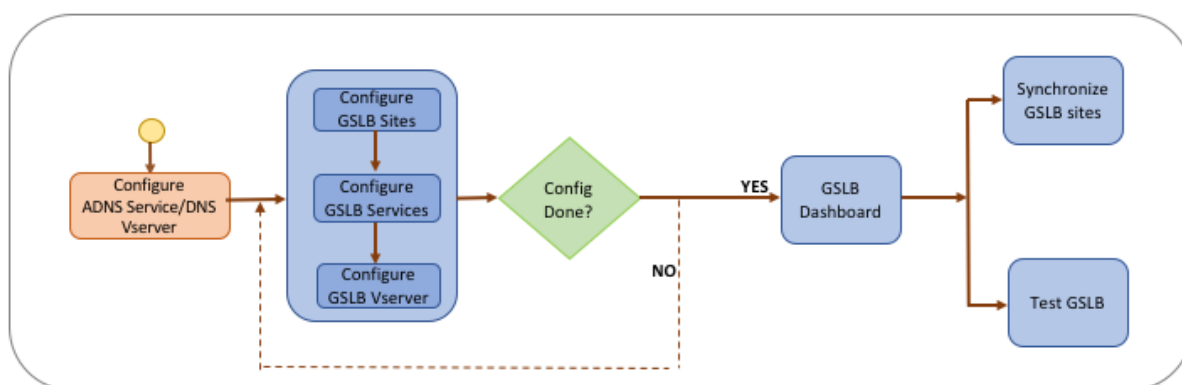 Configure
ADNS Service/DNS
Vserver
Configure
GSLB Sites
Configure
GSLB Services
Configure
GSLB Vserver
Config
Done?
YES
NO
GSLB
Dashboard
Synchronize
GSLB sites
Test GSLB